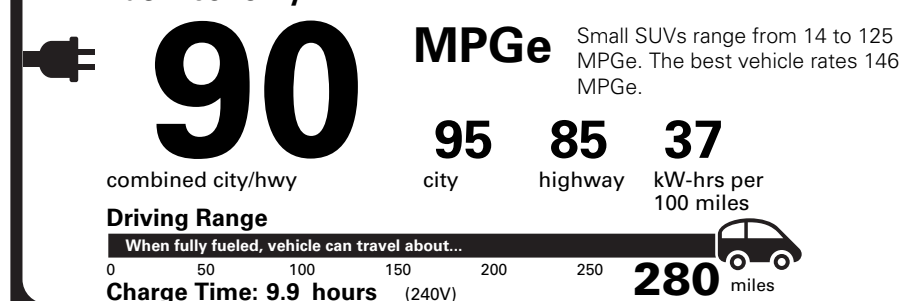 90
MPGe
Small SUVs range from 14 to 125
MPGe. The best vehicle rates 146
MPGe.
95 85 37
combined city/hwy city highway kW-hrs per
100 miles
Driving Range
When fully fueled, vehicle can travel about...
0 50 100 150 200 250 280 miles
Charge Time: 9.9 hours (240V)